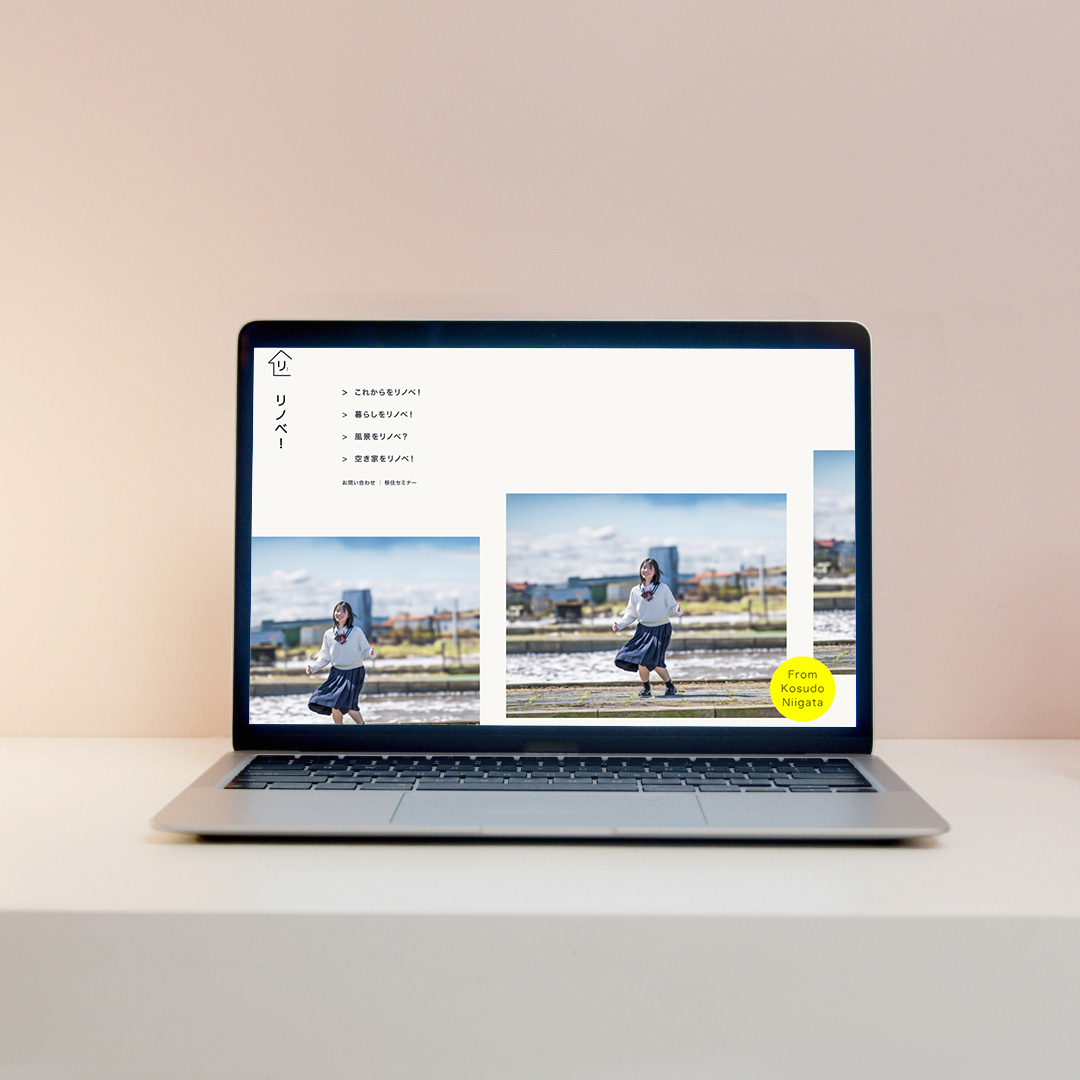 リ
リノベ！
> これからをリノベ！
> 暮らしをリノベ！
> 風景をリノベ？
> 空き家をリノベ！
お問い合わせ | 移住セミナー
From
Kosudo
Niigata